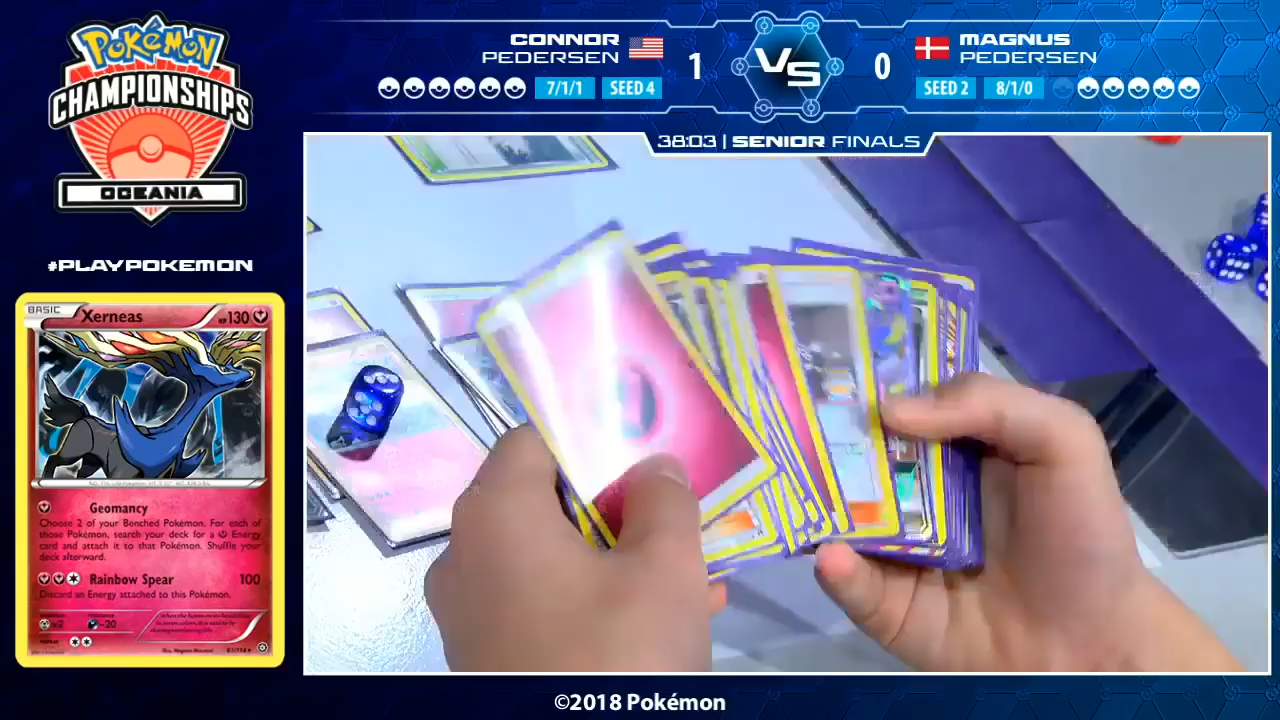 Pokémon
CHAMPIONSHIPS
OCEANIA
#PLAYPOKEMON
CONNOR
PEDERSEN
7/1/1
SEED 4
1
VS
0
MAGNUS
PEDERSEN
SEED 2
8/1/0
38:03 | SENIOR FINALS
BASIC
Xerneas
HP130
Geomancy
Choose 2 of your Benched Pokémon. For each of
those Pokémon, search your deck for a Energy
card and attach it to that Pokémon. Shuffle your
deck afterward.
Rainbow Spear 100
Discard an Energy attached to this Pokémon.
×2
-20
©2018 Pokémon